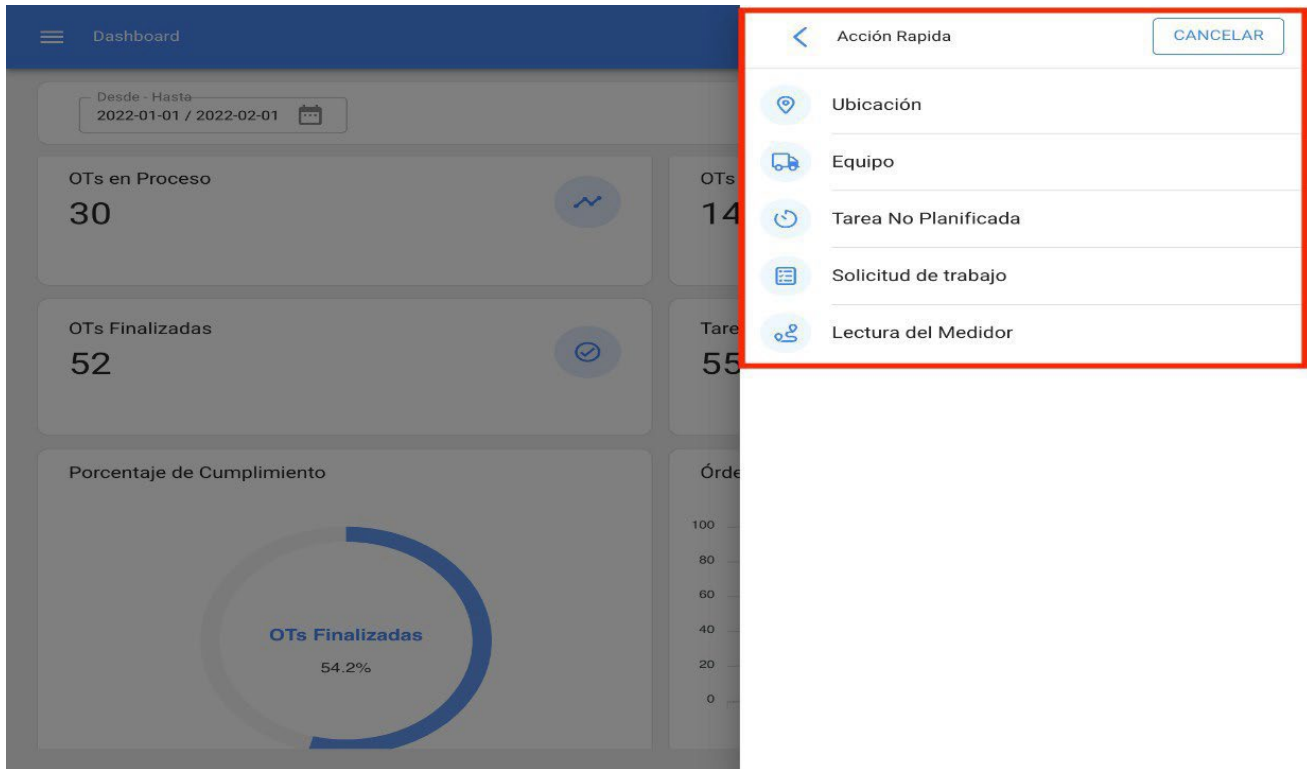 Dashboard
Desde - Hasta
2022-01-01 / 2022-02-01
OTs en Proceso
30
OTs
14
OTs Finalizadas
52
Tare
55
Porcentaje de Cumplimiento
OTs Finalizadas
54.2%
Órde
100
80
60
40
20
0
Acción Rapida
CANCELAR
Ubicación
Equipo
Tarea No Planificada
Solicitud de trabajo
Lectura del Medidor